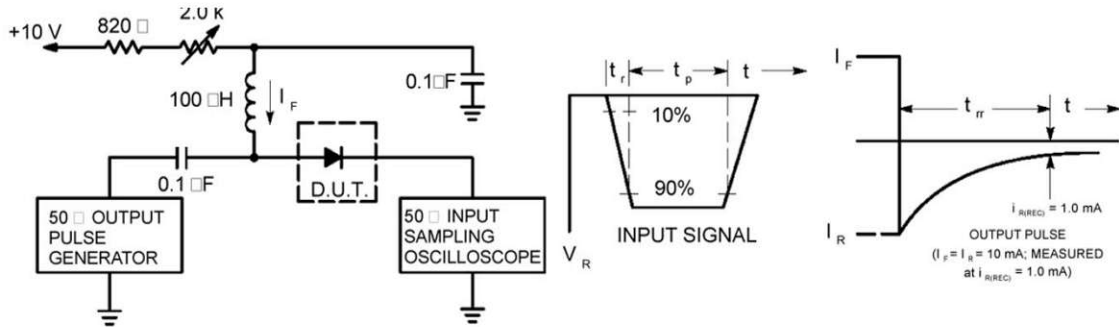 +10 V
820 □
2.0 k
100 □H
I F
0.1□F
0.1 □F
D.U.T.
50 □ OUTPUT
PULSE
GENERATOR
50 □ INPUT
SAMPLING
OSCILLOSCOPE
t r
t p
t
10%
90%
V R
INPUT SIGNAL
I F
t rr
t
I R
i R(REC) = 1.0 mA
OUTPUT PULSE
(I F = I R = 10 mA; MEASURED
at i R(REC) = 1.0 mA)